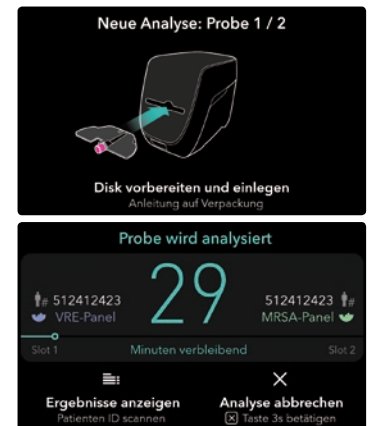 Neue Analyse: Probe 1 / 2
Disk vorbereiten und einlegen
Anleitung auf Verpackung
Probe wird analysiert
29
# 512412423
512412423 #
VRE-Panel
MRSA-Panel
Slot 1
Minuten verbleibend
Slot 2
Ergebnisse anzeigen
Analyse abbrechen
Patienten ID scannen
Taste 3s betätigen